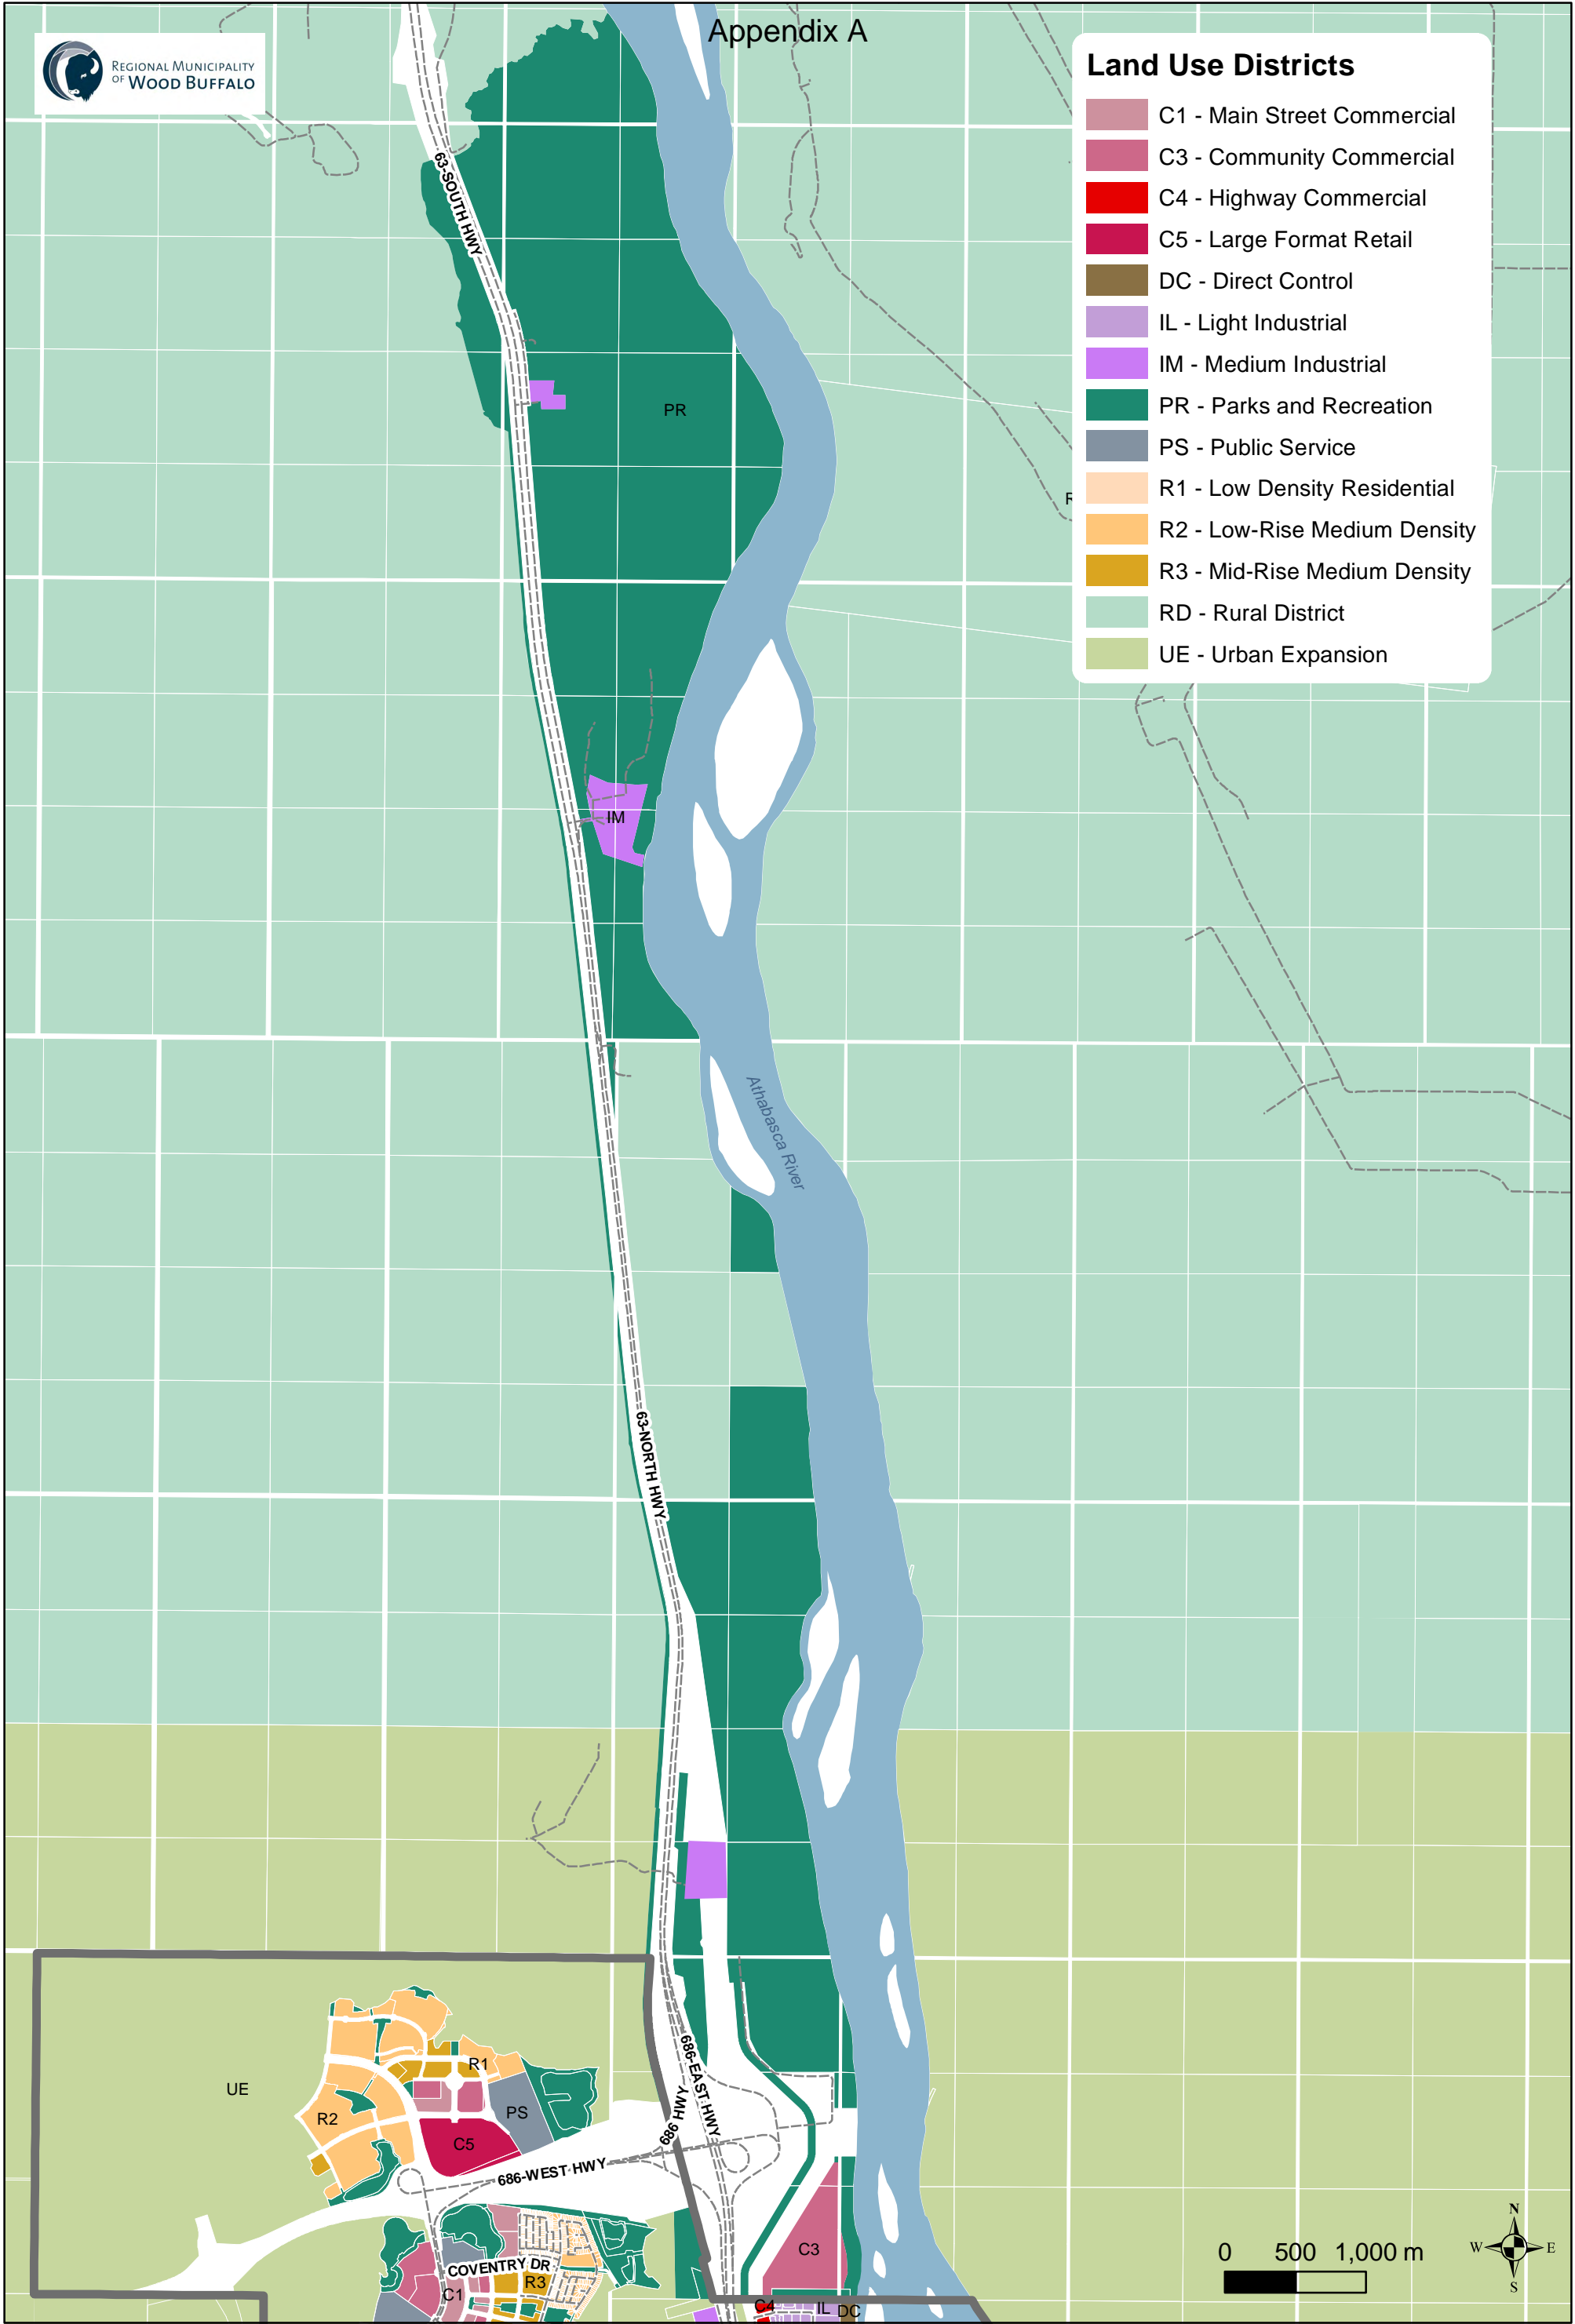 Appendix A
REGIONAL MUNICIPALITY
OF WOOD BUFFALO
Land Use Districts
C1 - Main Street Commercial
C3 - Community Commercial
C4 - Highway Commercial
C5 - Large Format Retail
DC - Direct Control
IL - Light Industrial
IM - Medium Industrial
PR - Parks and Recreation
PS - Public Service
R1 - Low Density Residential
R2 - Low-Rise Medium Density
R3 - Mid-Rise Medium Density
RD - Rural District
UE - Urban Expansion
63-SOUTH HWY
PR
IM
Athabasca River
63-NORTH HWY
686-EAST HWY
686 HWY
R1
UE
R2
PS
C5
686-WEST HWY
COVENTRY DR
C3
R3
C1
C4
IL
DC
0 500 1,000 m
N
W
E
S